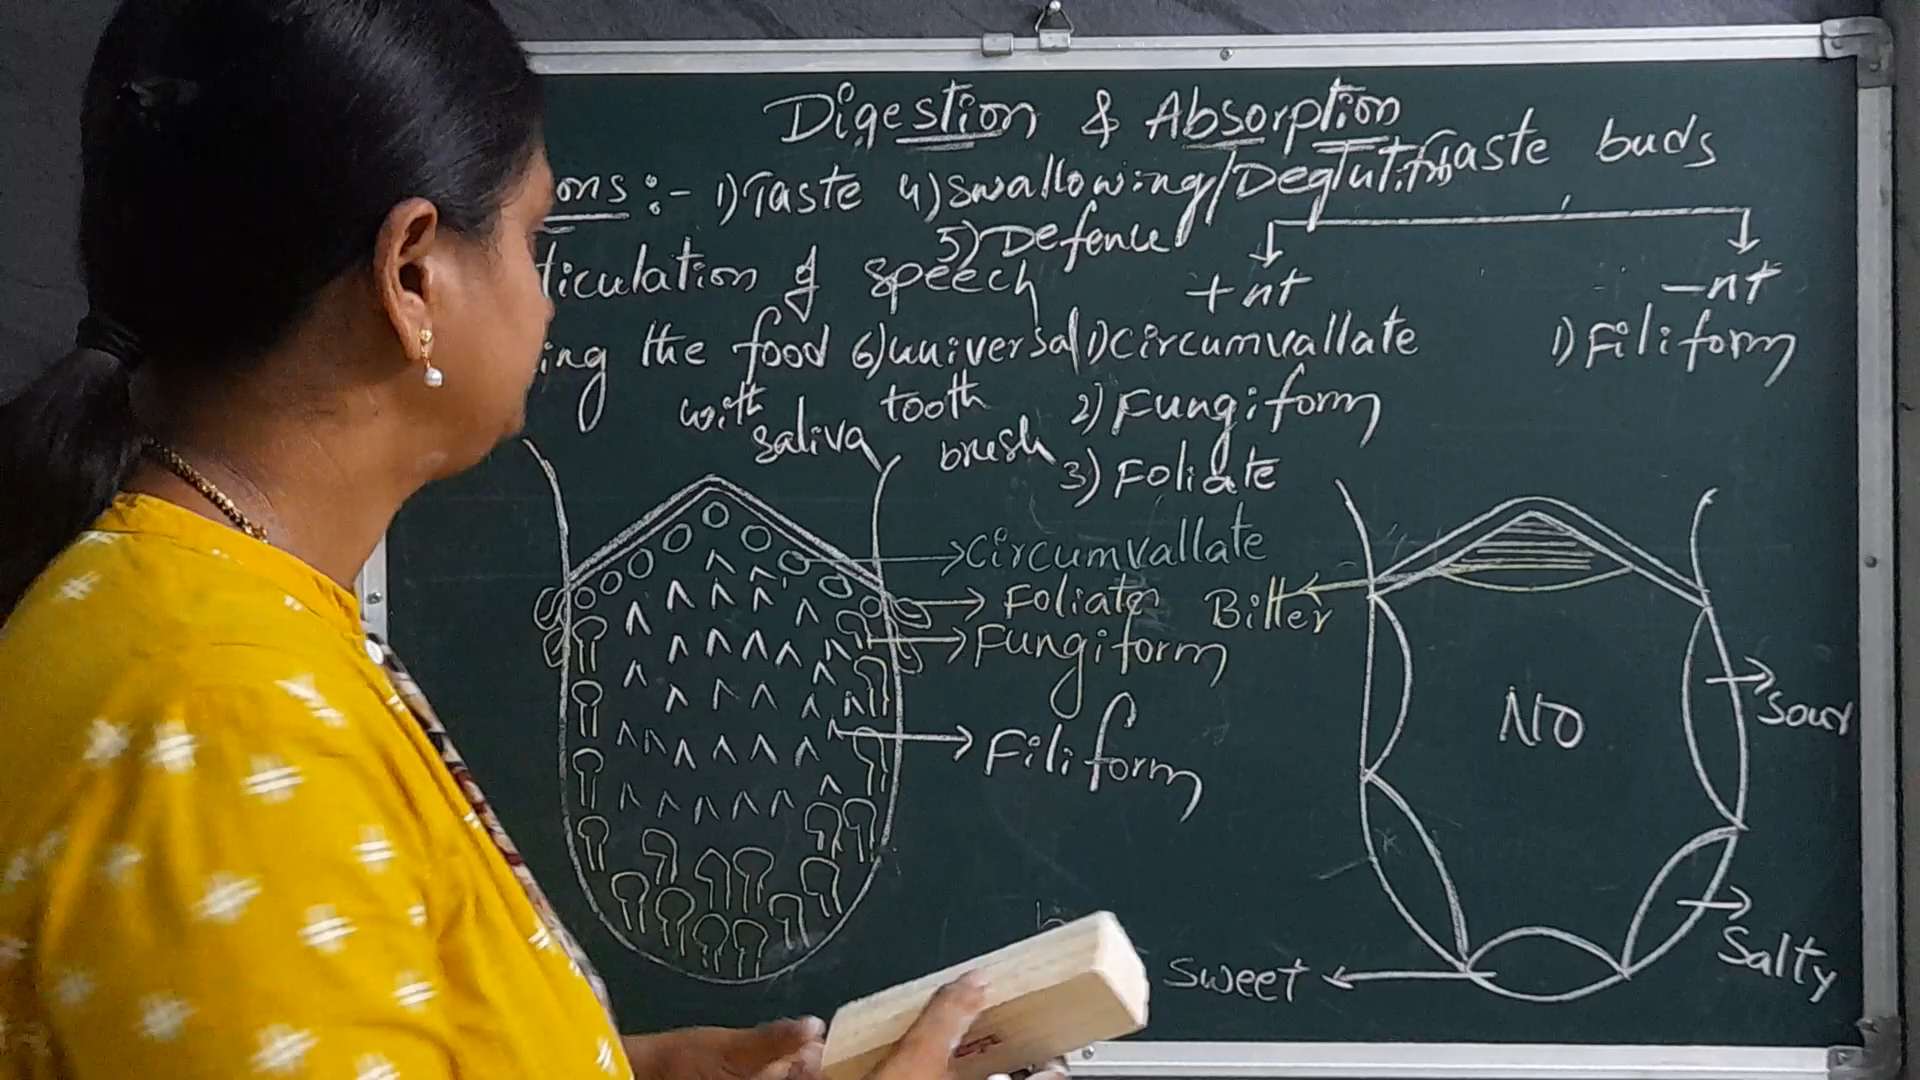 Digestion & Absorption
ons :- 1) Taste 4) Swallowing/Deglutition
5) Defence
ticulation of speech
ing the food 6) universal
with saliva tooth brush
Taste buds
+nt -nt
1) Circumvallate 1) Filiform
2) Fungiform
3) Foliate
Circumvallate
Foliate
Fungiform
Filiform
Bitter
NO
Sour
Salty
Sweet